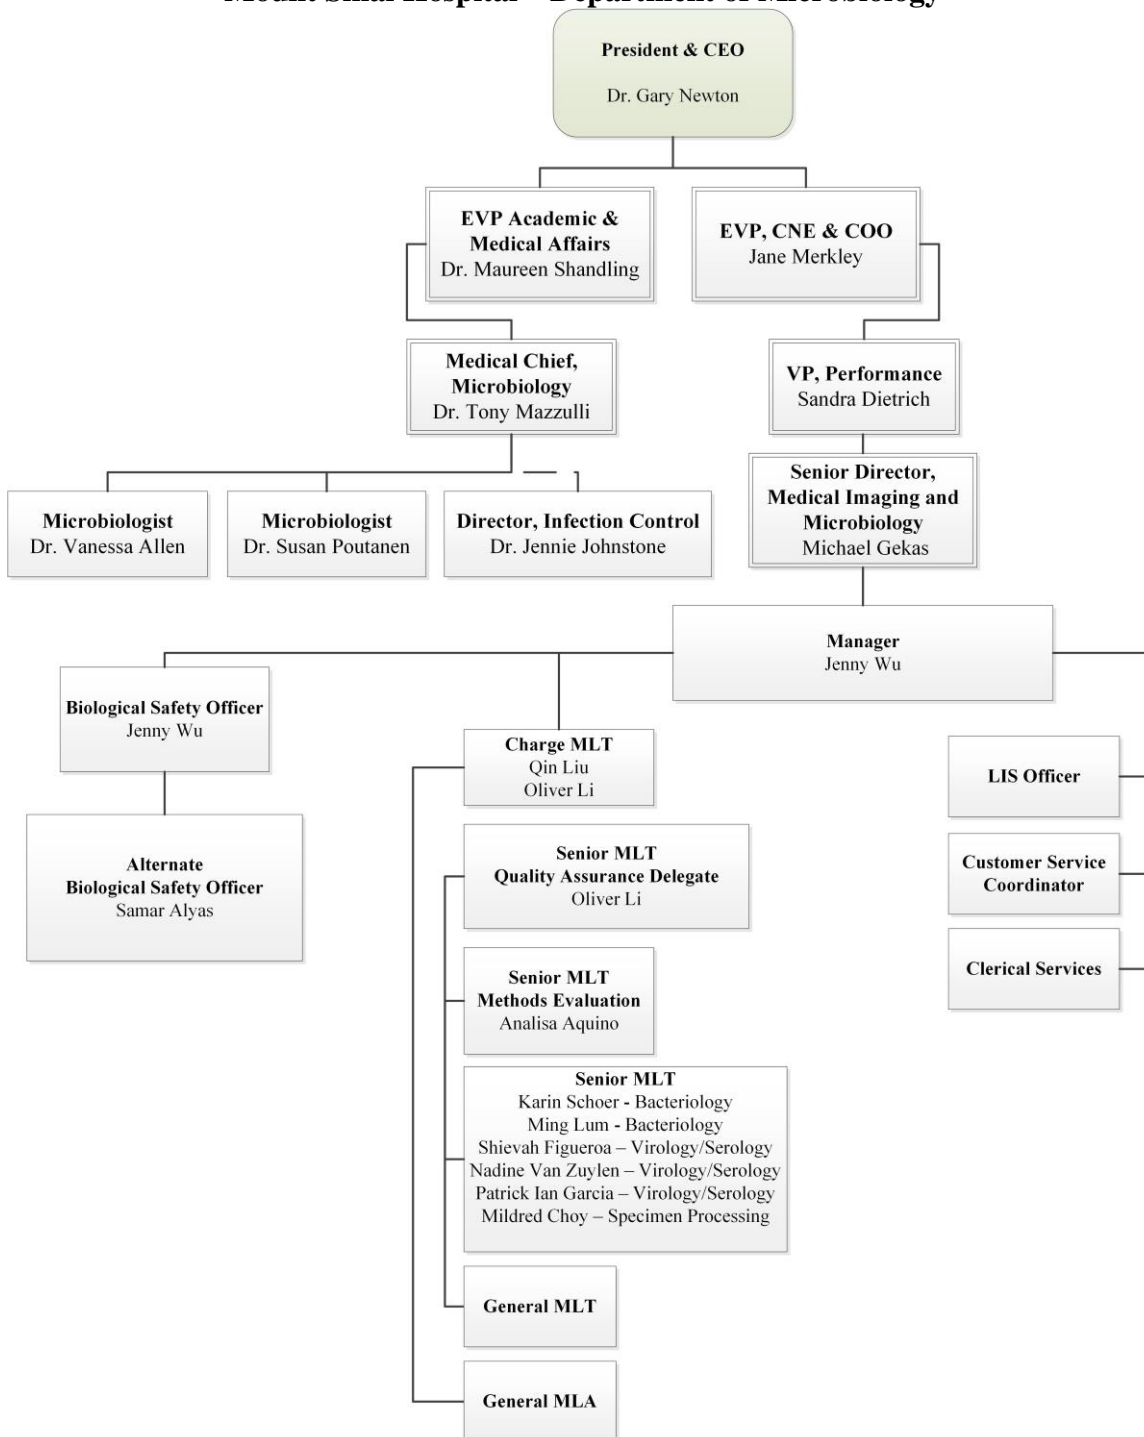 Mount Sinai Hospital – Department of Microbiology
President & CEO
Dr. Gary Newton
EVP Academic &
Medical Affairs
Dr. Maureen Shandling
EVP, CNE & COO
Jane Merkley
Medical Chief,
Microbiology
Dr. Tony Mazzulli
VP, Performance
Sandra Dietrich
Senior Director,
Medical Imaging and
Microbiology
Michael Gekas
Microbiologist
Dr. Vanessa Allen
Microbiologist
Dr. Susan Poutanen
Director, Infection Control
Dr. Jennie Johnstone
Manager
Jenny Wu
Biological Safety Officer
Jenny Wu
Alternate
Biological Safety Officer
Samar Alyas
Charge MLT
Qin Liu
Oliver Li
Senior MLT
Quality Assurance Delegate
Oliver Li
Senior MLT
Methods Evaluation
Analisa Aquino
Senior MLT
Karin Schoer - Bacteriology
Ming Lum - Bacteriology
Shievah Figueroa – Virology/Serology
Nadine Van Zuylen – Virology/Serology
Patrick Ian Garcia – Virology/Serology
Mildred Choy – Specimen Processing
General MLT
General MLA
LIS Officer
Customer Service
Coordinator
Clerical Services